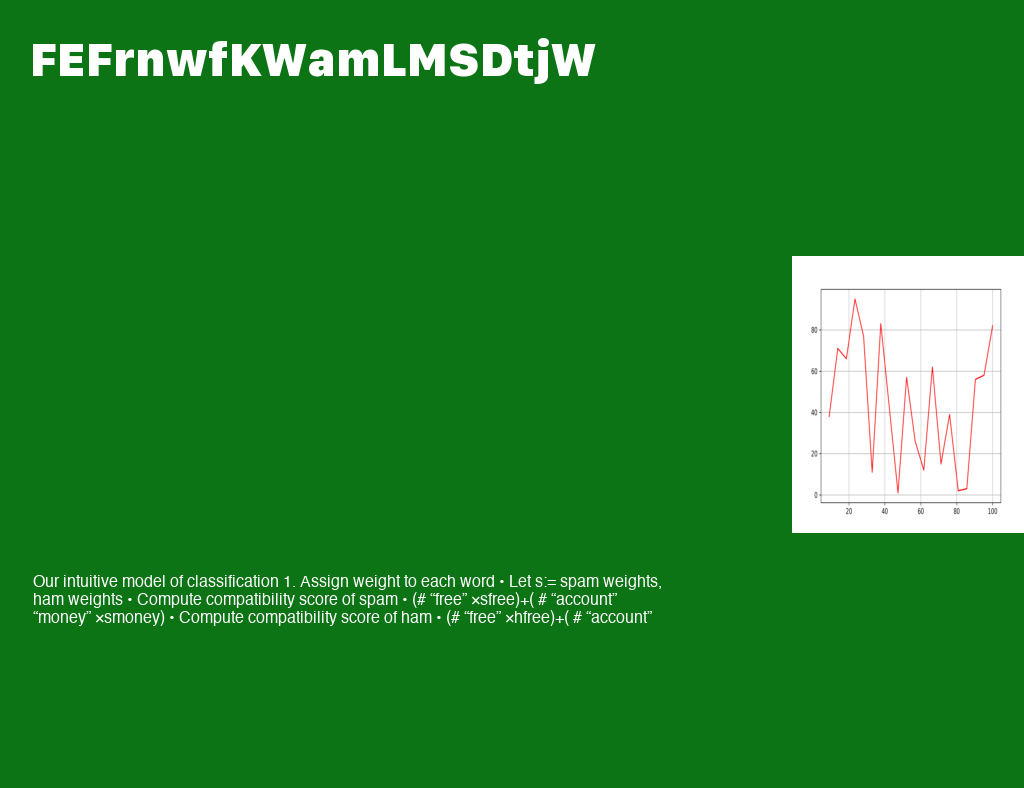 FEFrnwfKWamLMSDtjW
80
60
40
20
0
20 40 60 80 100
Our intuitive model of classification 1. Assign weight to each word • Let s:= spam weights,
ham weights • Compute compatibility score of spam • (# “free” ×sfree)+( # “account”
“money” ×smoney) • Compute compatibility score of ham • (# “free” ×hfree)+( # “account”